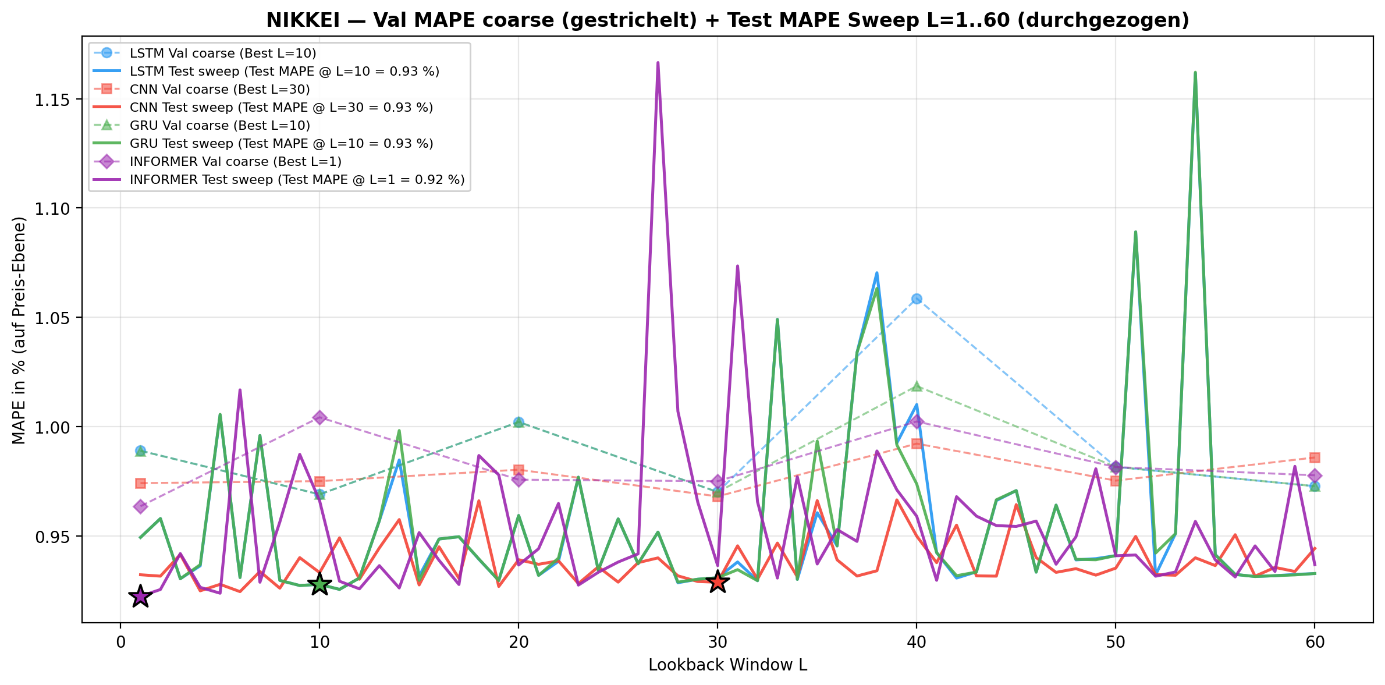 NIKKEI — Val MAPE coarse (gestrichelt) + Test MAPE Sweep L=1..60 (durchgezogen)
LSTM Val coarse (Best L=10)
LSTM Test sweep (Test MAPE @ L=10 = 0.93 %)
CNN Val coarse (Best L=30)
CNN Test sweep (Test MAPE @ L=30 = 0.93 %)
GRU Val coarse (Best L=10)
GRU Test sweep (Test MAPE @ L=10 = 0.93 %)
INFORMER Val coarse (Best L=1)
INFORMER Test sweep (Test MAPE @ L=1 = 0.92 %)
MAPE in % (auf Preis-Ebene)
1.15
1.10
1.05
1.00
0.95
0 10 20 30 40 50 60
Lookback Window L